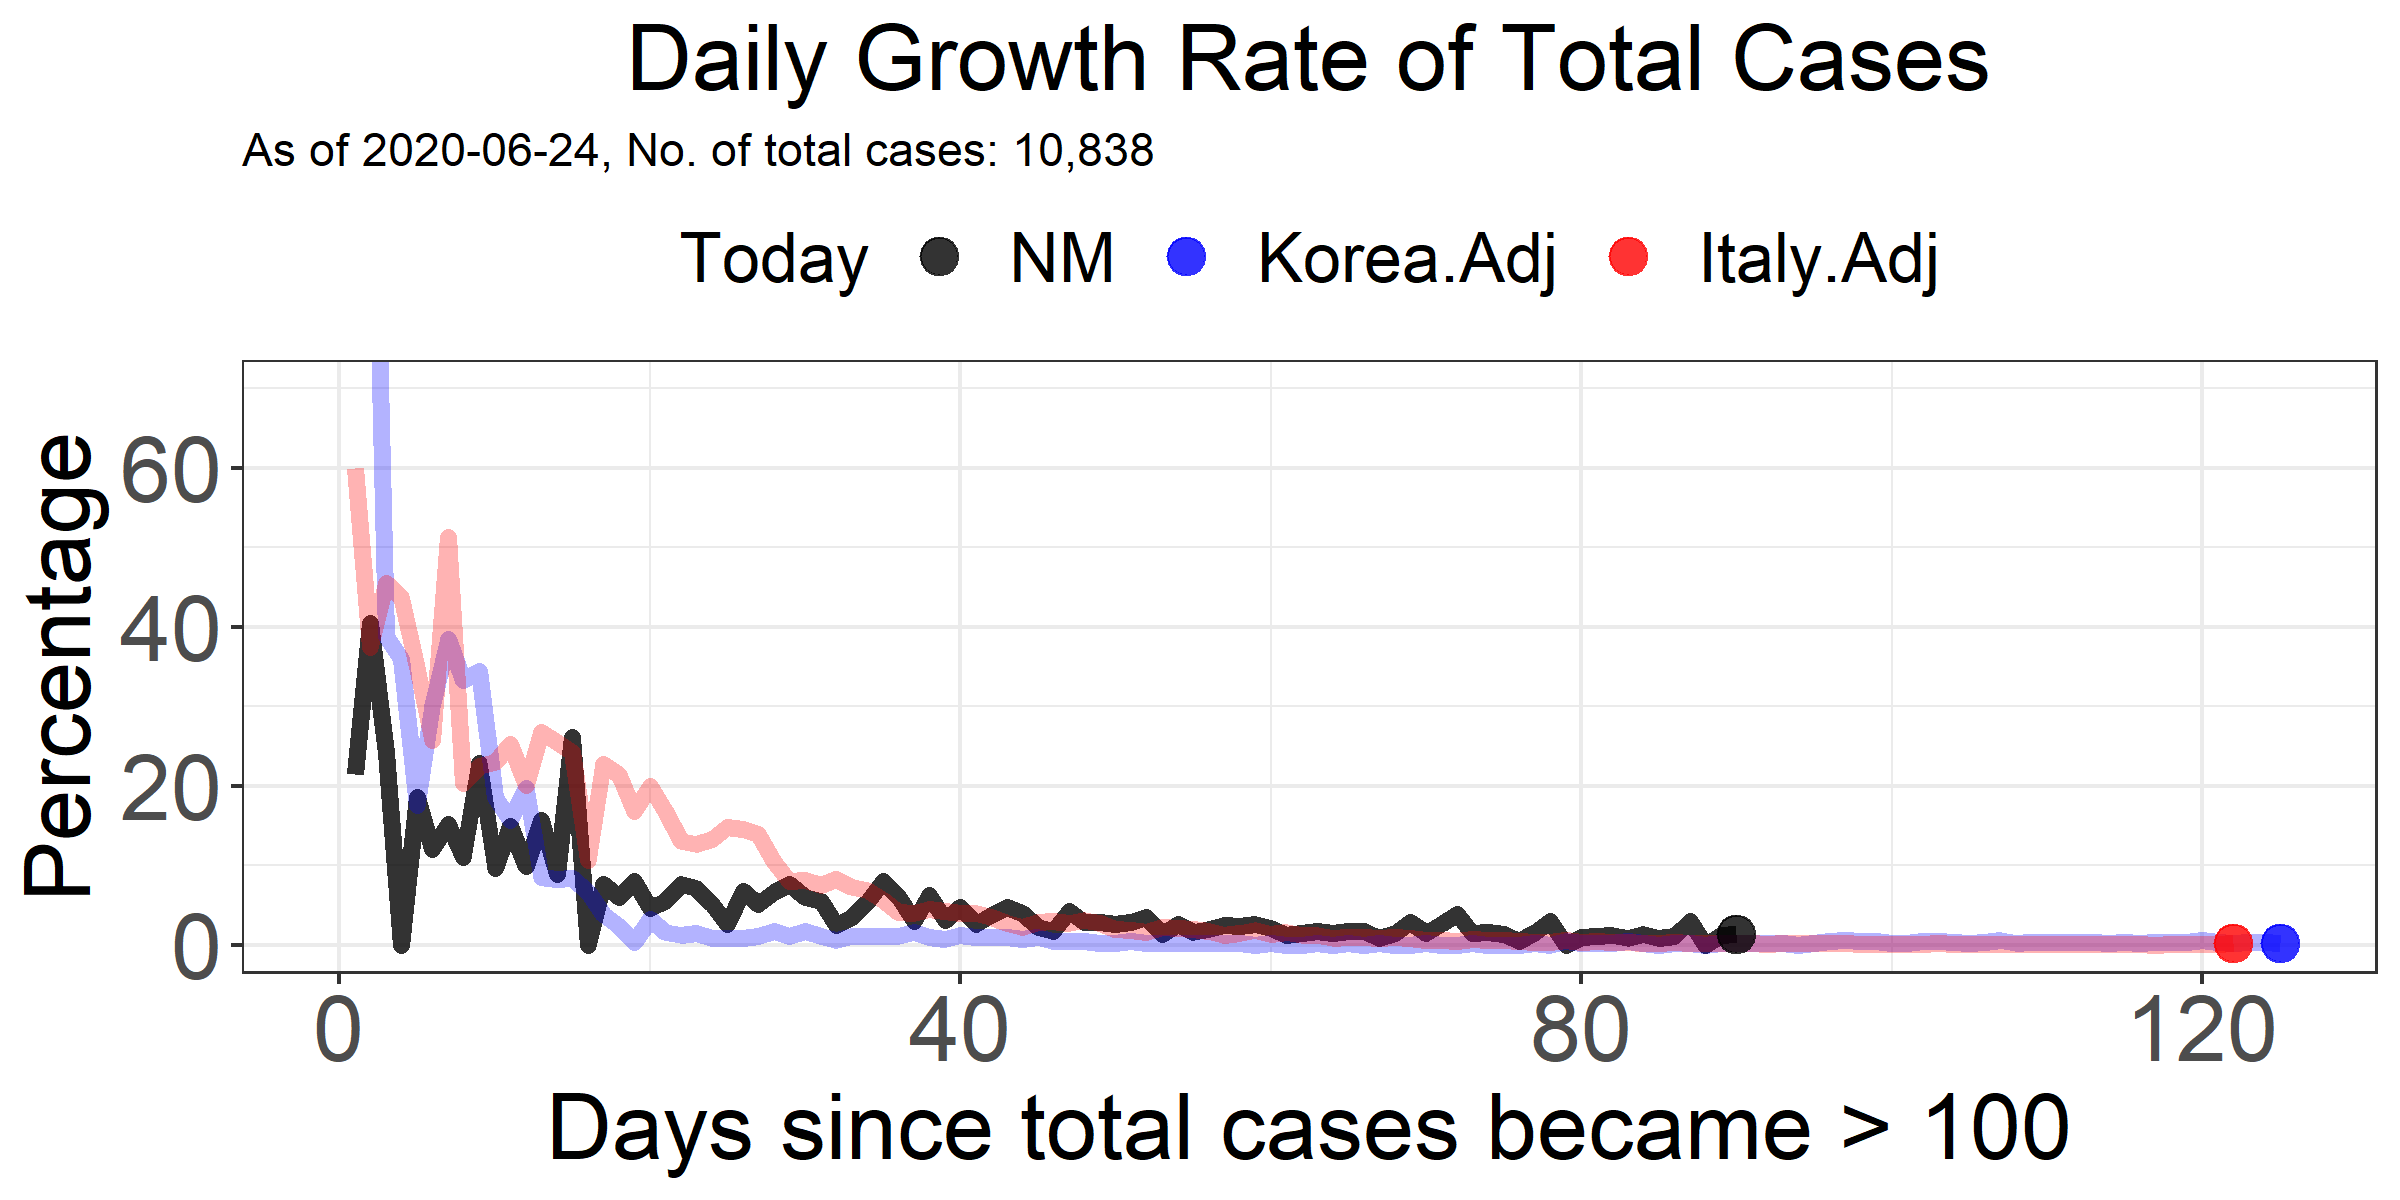 Daily Growth Rate of Total Cases
As of 2020-06-24, No. of total cases: 10,838
Today NM Korea.Adj Italy.Adj
Percentage
60
40
20
0
0 40 80 120
Days since total cases became > 100